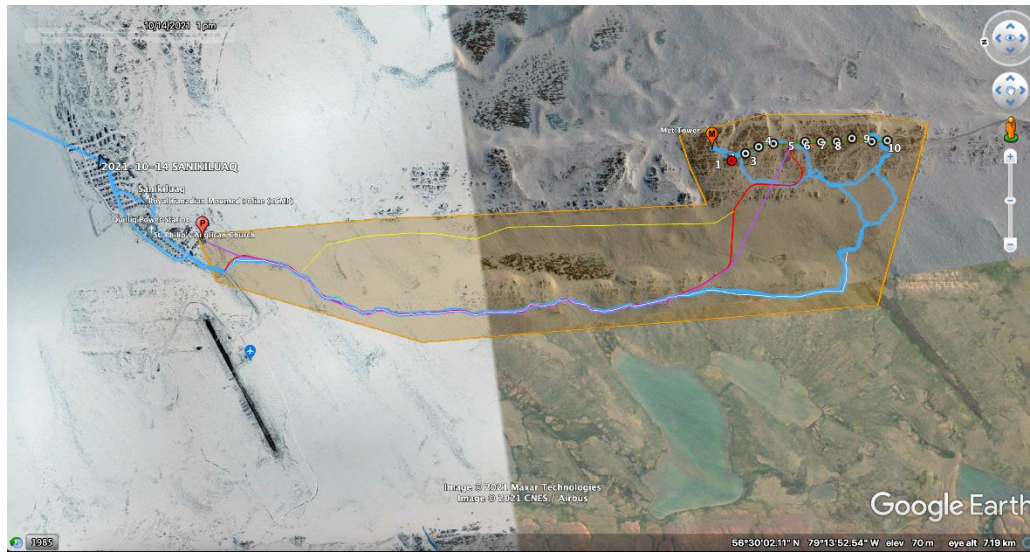 10/14/2021 1 pm
N
Met Tower
M
1
3
4
5
6
7
8
9
10
2021-10-14 SANIKILUAQ
Sanikiluaq
Royal Canadian Mounted Police (RCMP)
Qulliq Power Station
St. Philip's Anglican Church
P
Image © 2021 Maxar Technologies
Image © 2021 CNES / Airbus
Google Earth
1985
56°30'02.11" N 79°13'52.54" W elev 70 m eye alt 7.19 km